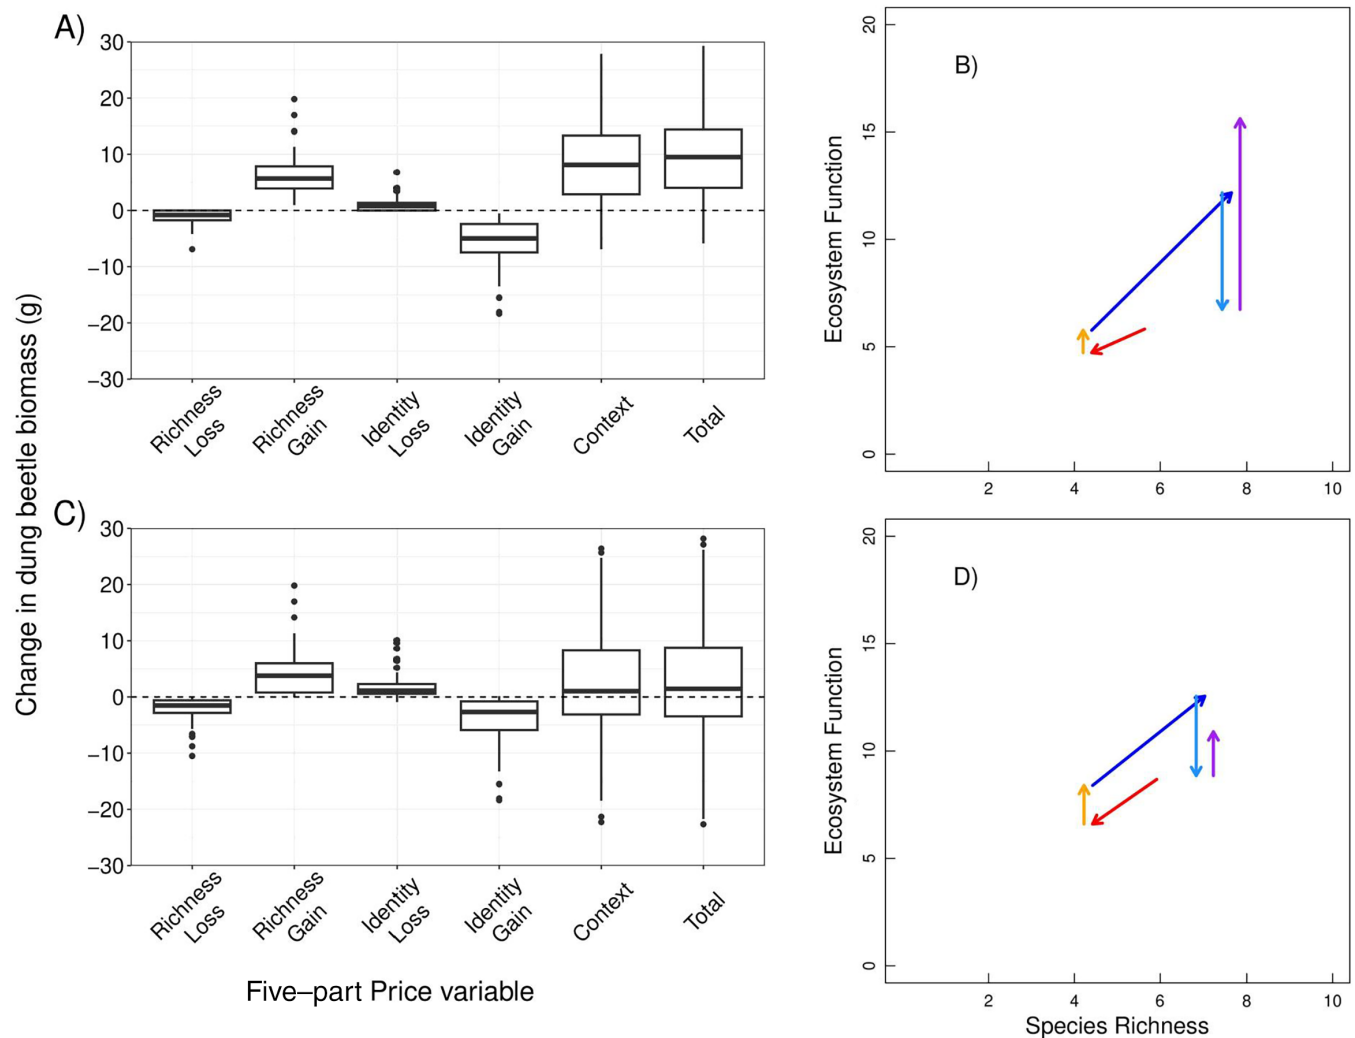 A)
30
20
10
0
−10
−20
−30
Richness
Loss
Richness
Gain
Identity
Loss
Identity
Gain
Context
Total
B)
Ecosystem Function
20
15
10
5
0
2
4
6
8
10
Change in dung beetle biomass (g)
C)
30
20
10
0
−10
−20
−30
Richness
Loss
Richness
Gain
Identity
Loss
Identity
Gain
Context
Total
Five−part Price variable
D)
Ecosystem Function
20
15
10
5
0
2
4
6
8
10
Species Richness